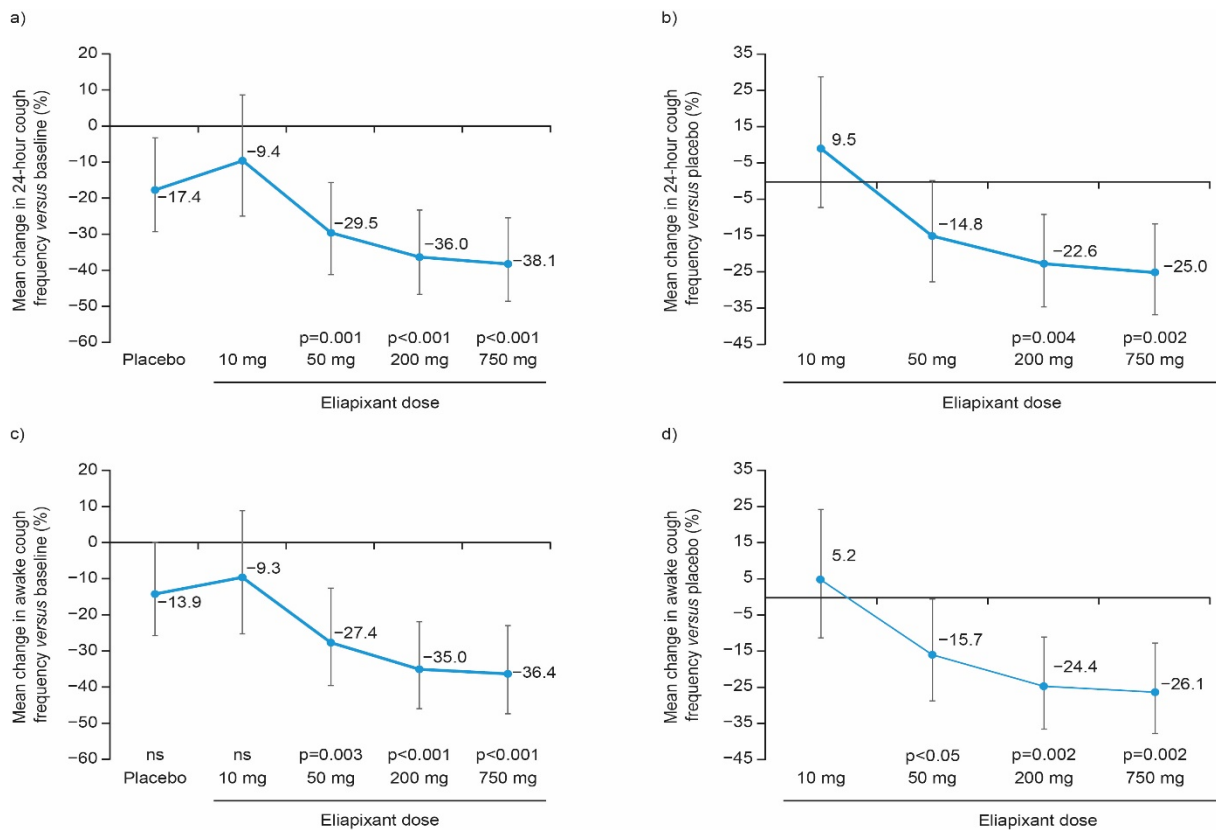 a)
Mean change in 24-hour cough
frequency versus baseline (%)
20
10
0
−10
−20
−30
−40
−50
−60
−17.4
−9.4
−29.5
−36.0
−38.1
p=0.001 p<0.001 p<0.001
Placebo 10 mg 50 mg 200 mg 750 mg
Eliapixant dose
b)
Mean change in 24-hour cough
frequency versus placebo (%)
35
25
15
5
−5
−15
−25
−35
−45
9.5
−14.8
−22.6
−25.0
p=0.004 p=0.002
10 mg 50 mg 200 mg 750 mg
Eliapixant dose
c)
Mean change in awake cough
frequency versus baseline (%)
20
10
0
−10
−20
−30
−40
−50
−60
−13.9
−9.3
−27.4
−35.0
−36.4
ns ns p=0.003 p<0.001 p<0.001
Placebo 10 mg 50 mg 200 mg 750 mg
Eliapixant dose
d)
Mean change in awake cough
frequency versus placebo (%)
35
25
15
5
−5
−15
−25
−35
−45
5.2
−15.7
−24.4
−26.1
p<0.05 p=0.002 p=0.002
10 mg 50 mg 200 mg 750 mg
Eliapixant dose